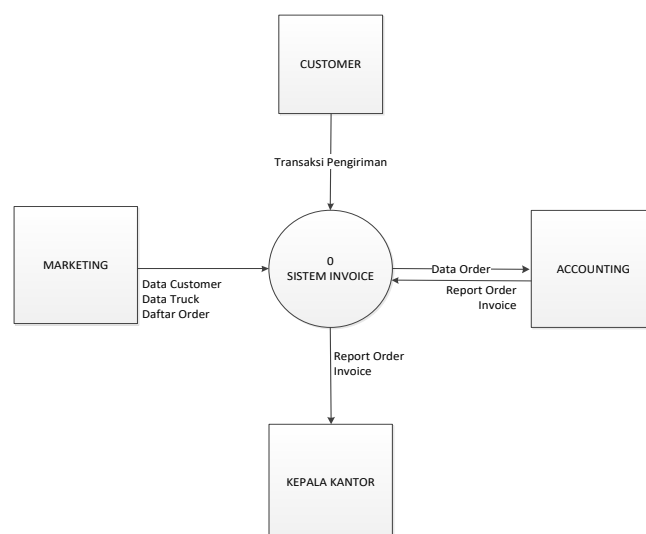 CUSTOMER
Transaksi Pengiriman
MARKETING
0
SISTEM INVOICE
Data Order
ACCOUNTING
Data Customer
Data Truck
Daftar Order
Report Order
Invoice
Report Order
Invoice
KEPALA KANTOR